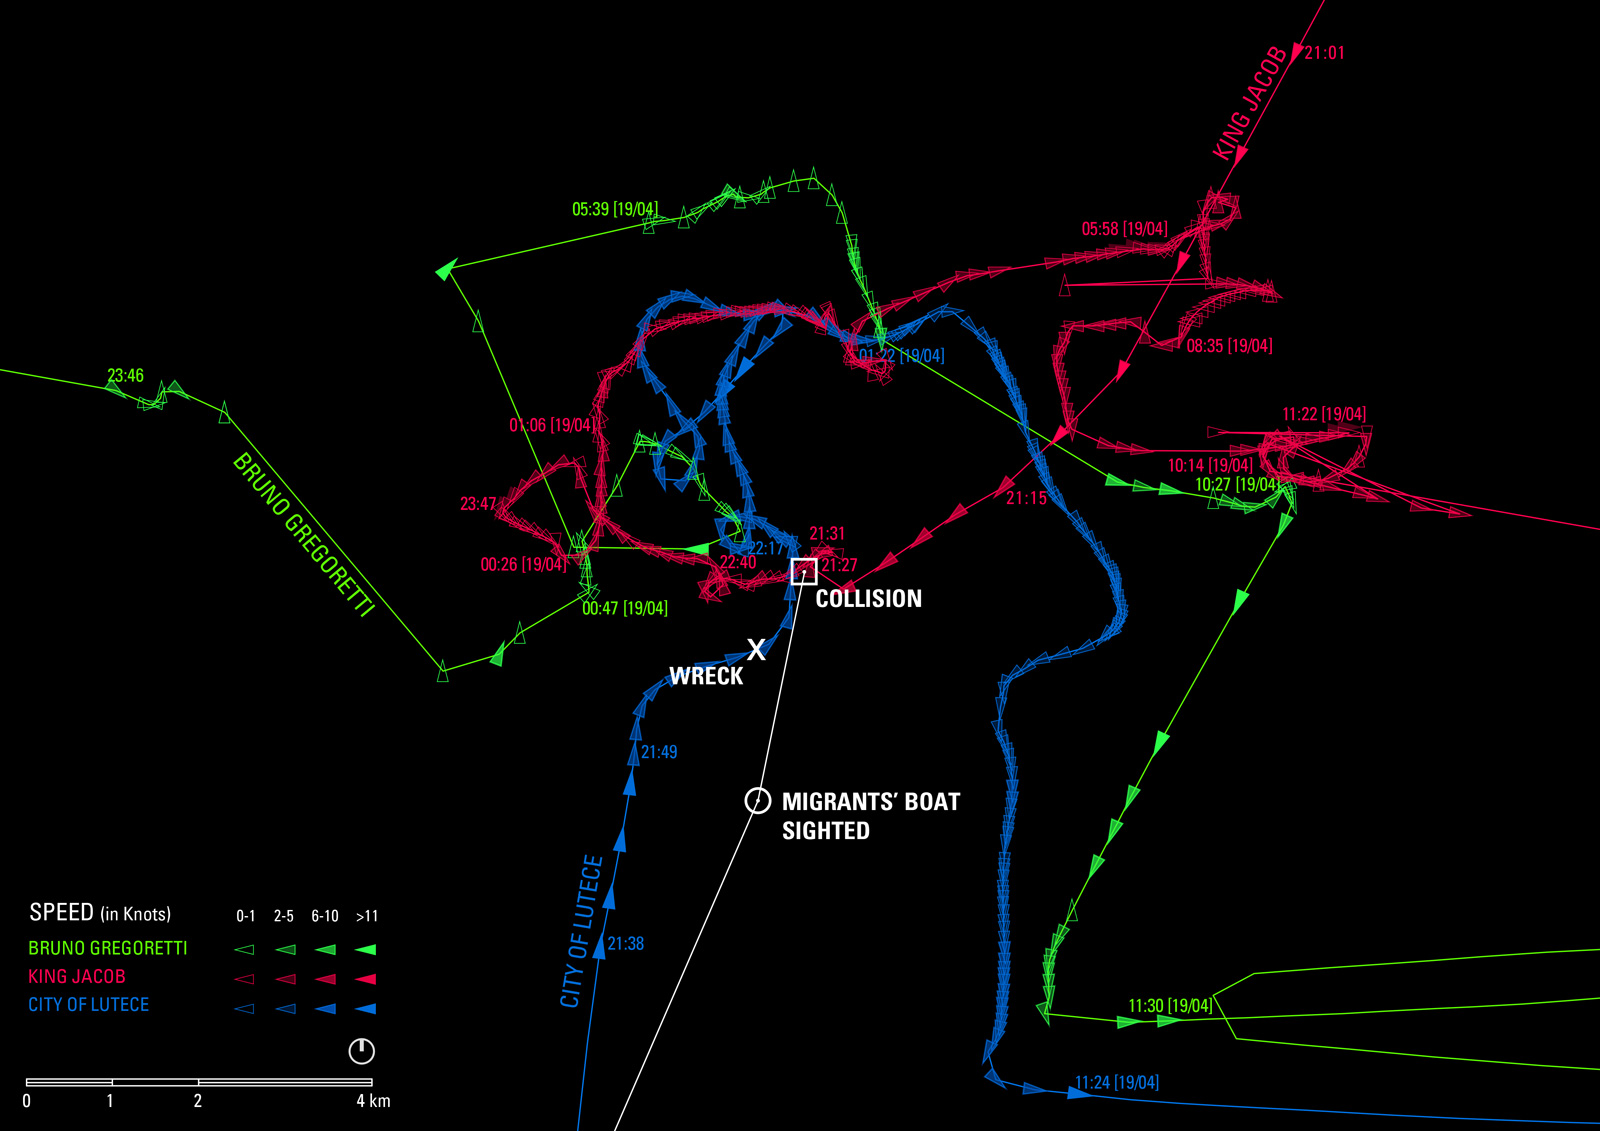 21:01
KING JACOB
05:39 [19/04]
05:58 [19/04]
08:35 [19/04]
01:22 [19/04]
23:46
11:22 [19/04]
01:06 [19/04]
10:14 [19/04]
10:27 [19/04]
BRUNO GREGORETTI
23:47
21:15
21:31
22:17
22:40
21:27
00:26 [19/04]
COLLISION
00:47 [19/04]
X
WRECK
21:49
MIGRANTS’ BOAT
SIGHTED
CITY OF LUTECE
21:38
SPEED (in Knots) 0-1 2-5 6-10 >11
BRUNO GREGORETTI
KING JACOB
CITY OF LUTECE
11:30 [19/04]
11:24 [19/04]
0 1 2 4 km